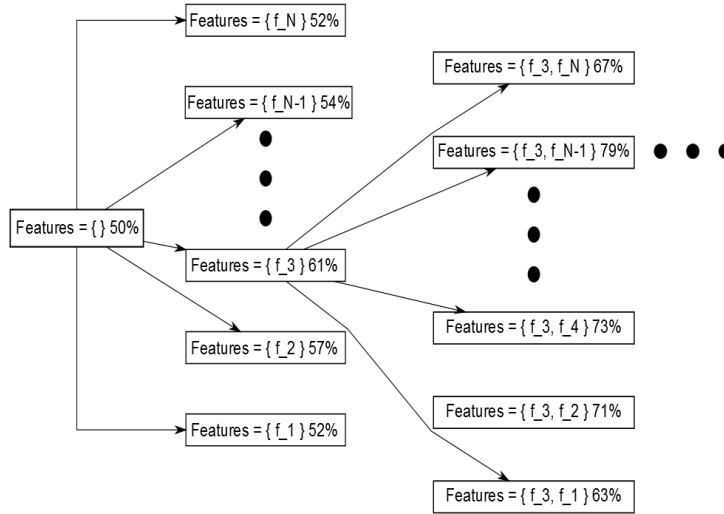 Features = { } 50%
Features = { f_N } 52%
Features = { f_N-1 } 54%
Features = { f_3 } 61%
Features = { f_2 } 57%
Features = { f_1 } 52%
Features = { f_3, f_N } 67%
Features = { f_3, f_N-1 } 79%
Features = { f_3, f_4 } 73%
Features = { f_3, f_2 } 71%
Features = { f_3, f_1 } 63%